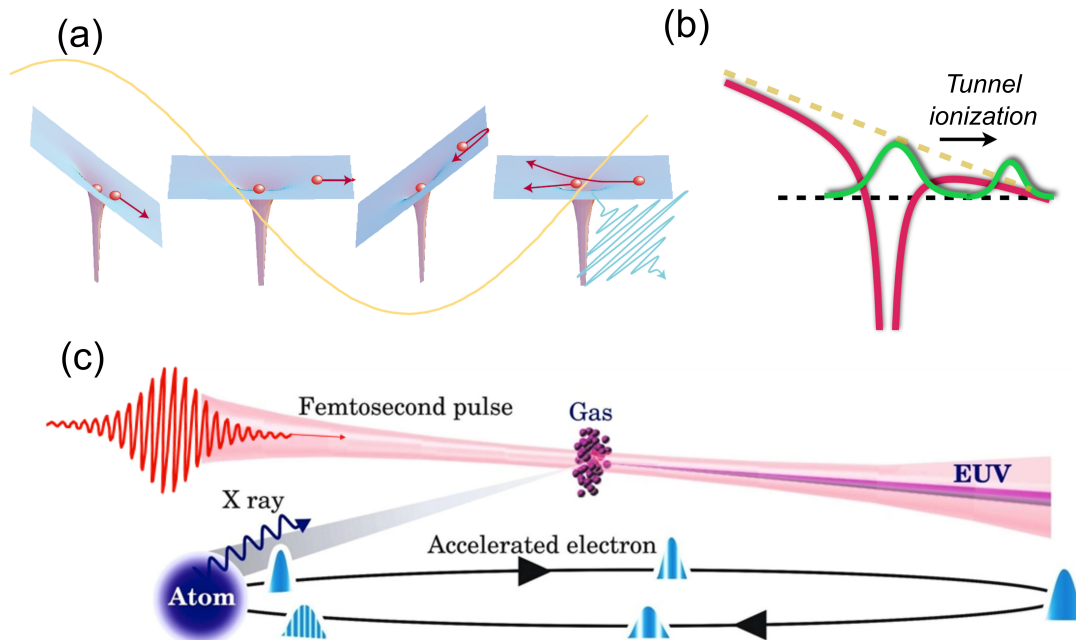 (a)
(b)
Tunnel
ionization
(c)
Femtosecond pulse
Gas
EUV
X ray
Accelerated electron
Atom